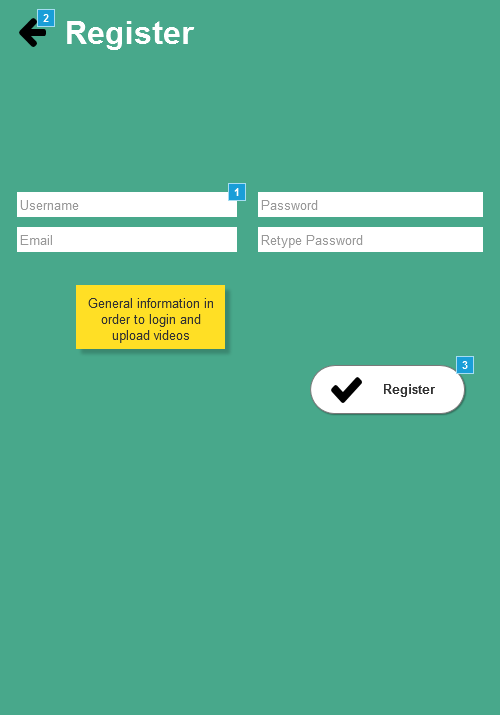 2
Register
1
Username
Password
Email
Retype Password
General information in
order to login and
upload videos
3
Register